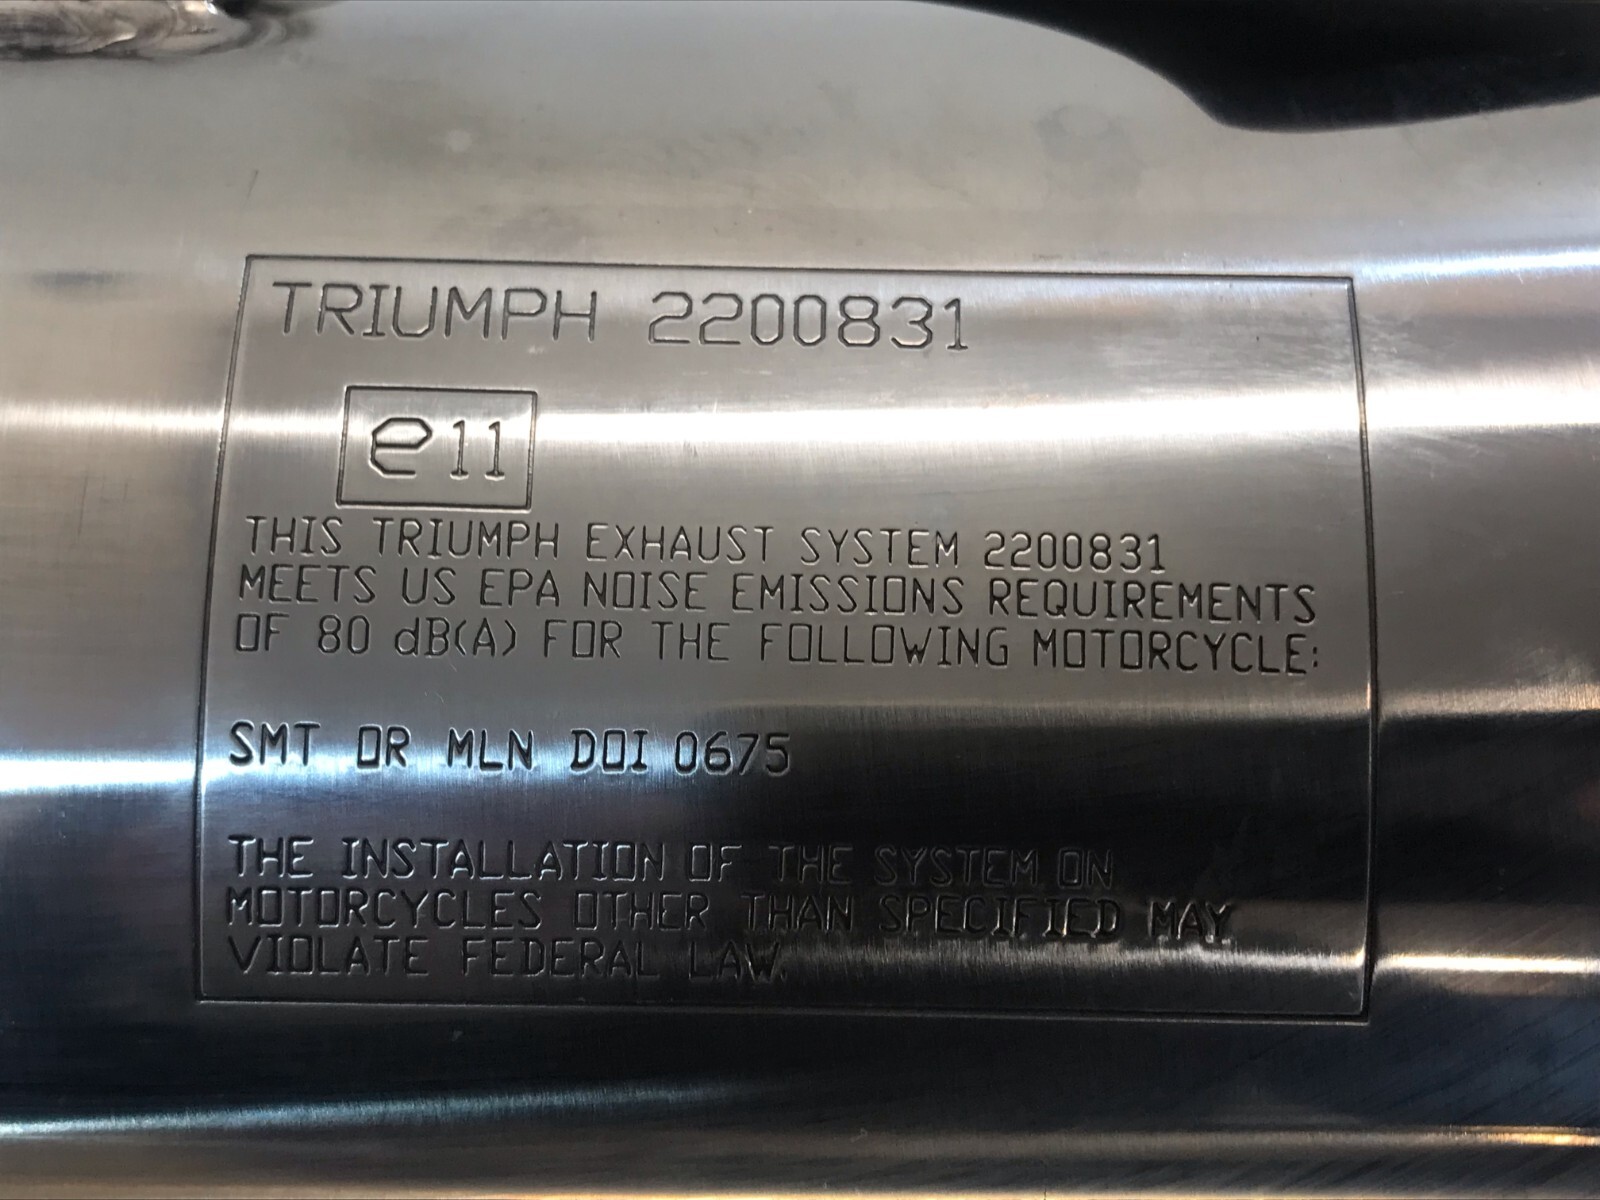 TRIUMPH 2200831
e11
THIS TRIUMPH EXHAUST SYSTEM 2200831
MEETS US EPA NOISE EMISSIONS REQUIREMENTS
OF 80 dB(A) FOR THE FOLLOWING MOTORCYCLE:
SMT OR MLN DOI 0675
THE INSTALLATION OF THE SYSTEM ON
MOTORCYCLES OTHER THAN SPECIFIED MAY
VIOLATE FEDERAL LAW.